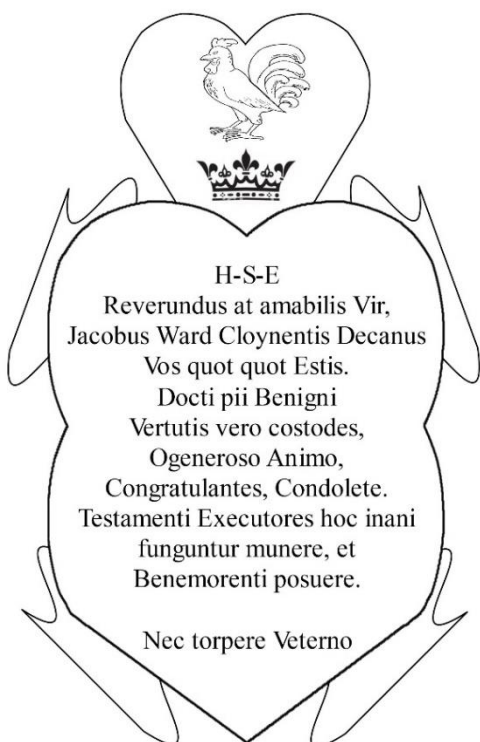 H-S-E
Reverundus at amabilis Vir,
Jacobus Ward Cloynentis Decanus
Vos quot quot Estis.
Docti pii Benigni
Vertutis vero costodes,
Ogeneroso Animo,
Congratulantes, Condolete.
Testamenti Executores hoc inani
funguntur munere, et
Benemorenti posuere.
Nec torpere Veterno